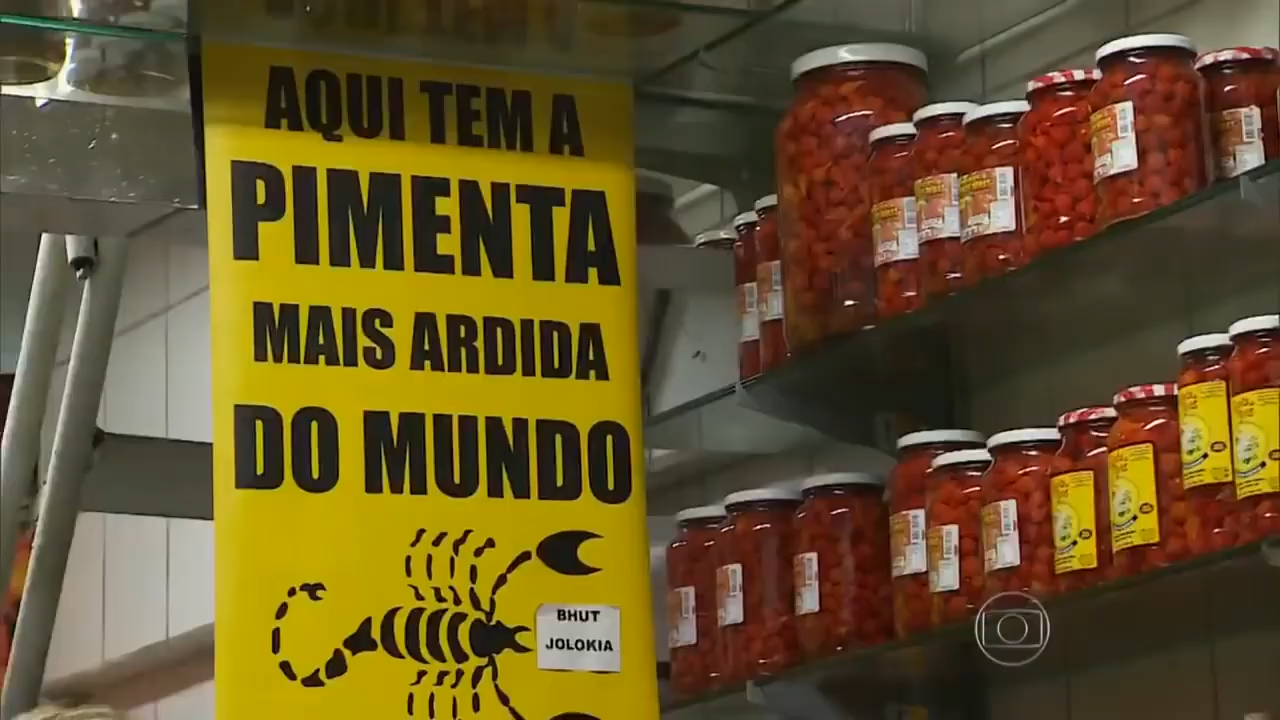 AQUI TEM A
PIMENTA
MAIS ARDIDA
DO MUNDO
BHUT
JOLOKIA